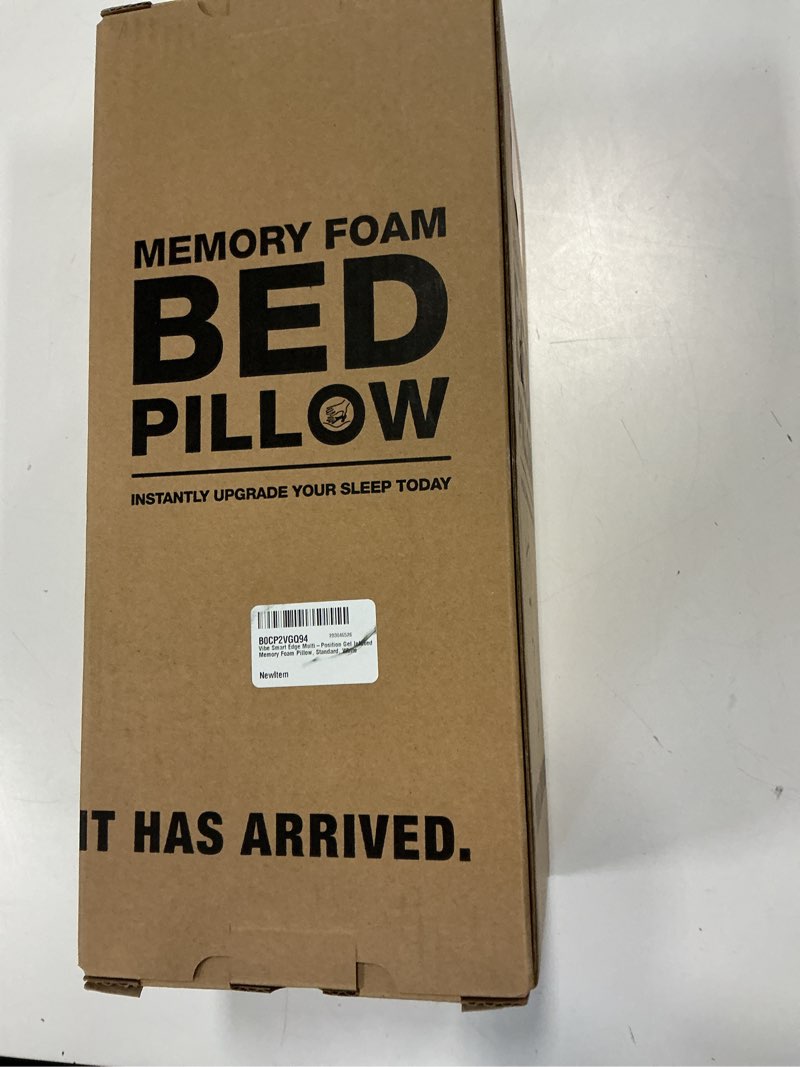 MEMORY FOAM
BED
PILLOW
INSTANTLY UPGRADE YOUR SLEEP TODAY
B0CP2VGQ94
Vibe Smart Edge Multi-Position Gel
Memory Foam Pillow, Standard, White
NewItem
IT HAS ARRIVED.